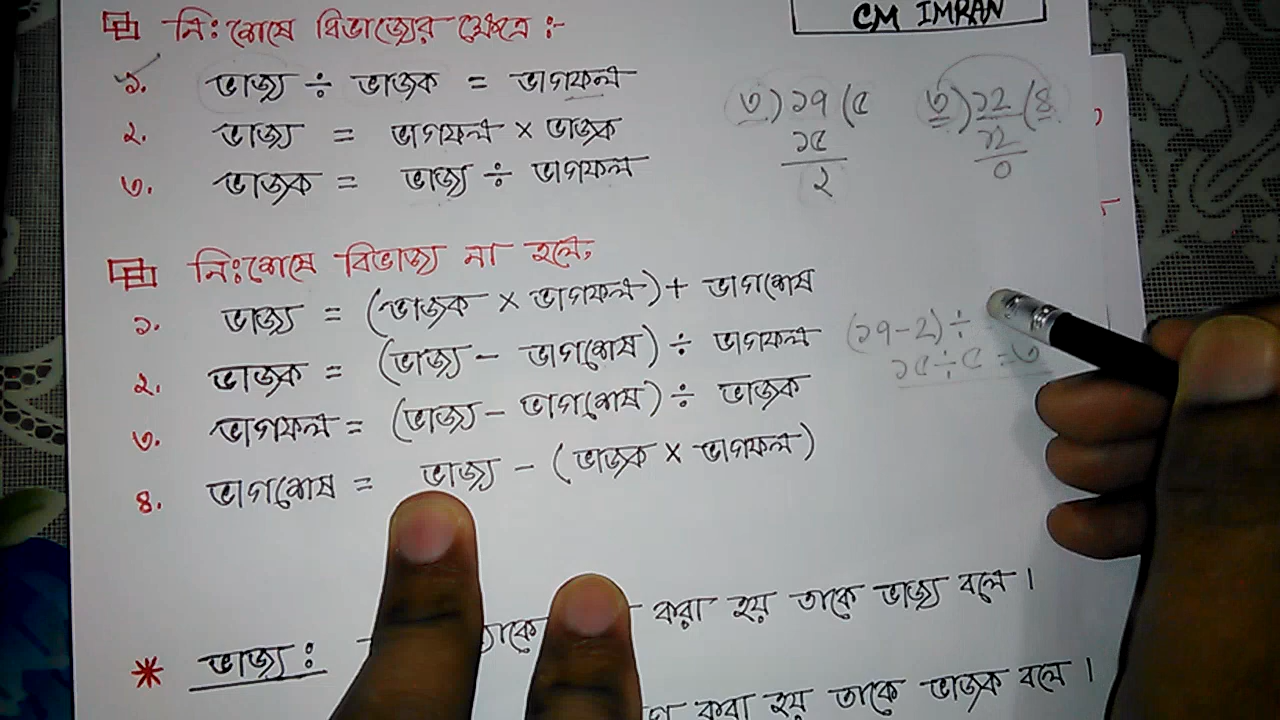 CM IMRAN
নিঃশেষে বিভাজ্যের ক্ষেত্রে :-
১. ভাজ্য ÷ ভাজক = ভাগফল
২. ভাজ্য = ভাগফল × ভাজক
৩. ভাজক = ভাজ্য ÷ ভাগফল
৩) ১৭ (৫
১৫
২
৩) ১২ (৪
১২
০
নিঃশেষে বিভাজ্য না হলে,
১. ভাজ্য = (ভাজক × ভাগফল) + ভাগশেষ
২. ভাজক = (ভাজ্য - ভাগশেষ) ÷ ভাগফল
৩. ভাগফল = (ভাজ্য - ভাগশেষ) ÷ ভাজক
৪. ভাগশেষ = ভাজ্য - (ভাজক × ভাগফল)
(১৭-২) ÷
১৫ ÷ ৫ = ৩
* ভাজ্য : করা হয় তাকে ভাজ্য বলে।
করা হয় তাকে ভাজক বলে।